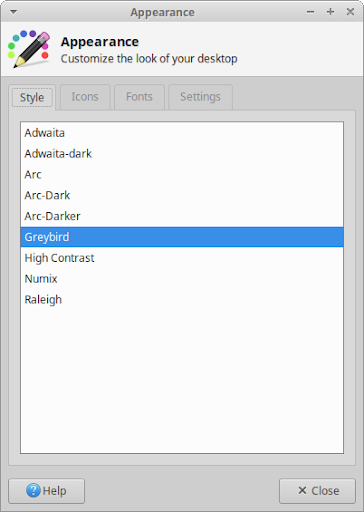 Appearance
Appearance
Customize the look of your desktop
Style Icons Fonts Settings
Adwaita
Adwaita-dark
Arc
Arc-Dark
Arc-Darker
Greybird
High Contrast
Numix
Raleigh
Help Close